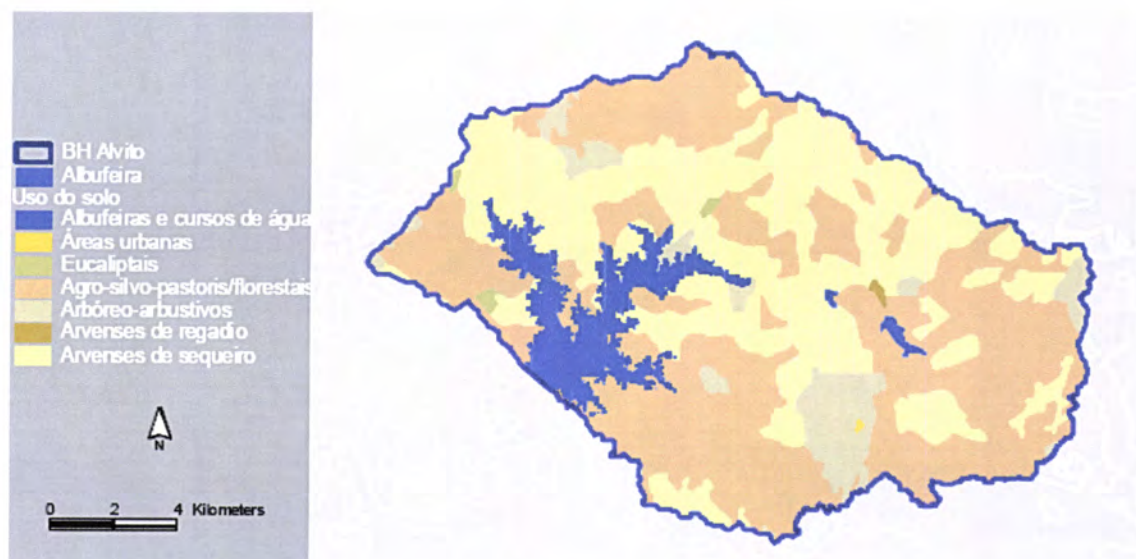 BH Alvito
Albufeira
Uso do solo
Albufeiras e cursos de água
Áreas urbanas
Eucaliptais
Agro-silvo-pastoris/florestais
Arbóreo-arbustivos
Arvenses de regadio
Arvenses de sequeiro
N
0 2 4 Kilometers